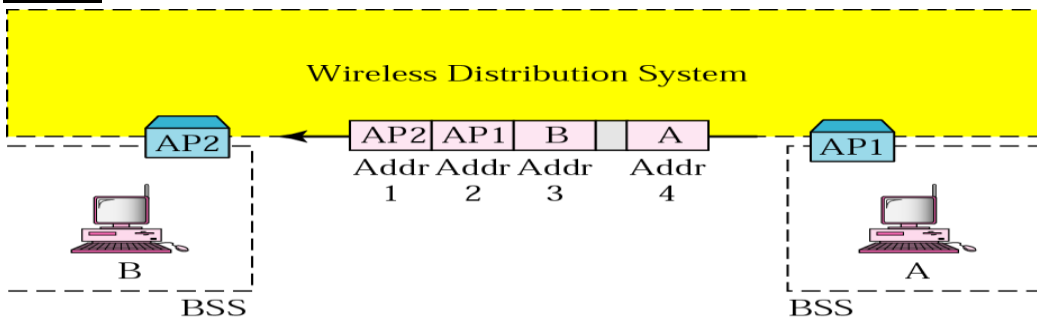 Wireless Distribution System
AP2
AP2 AP1 B A
AP1
Addr Addr Addr Addr
1 2 3 4
B
A
BSS
BSS